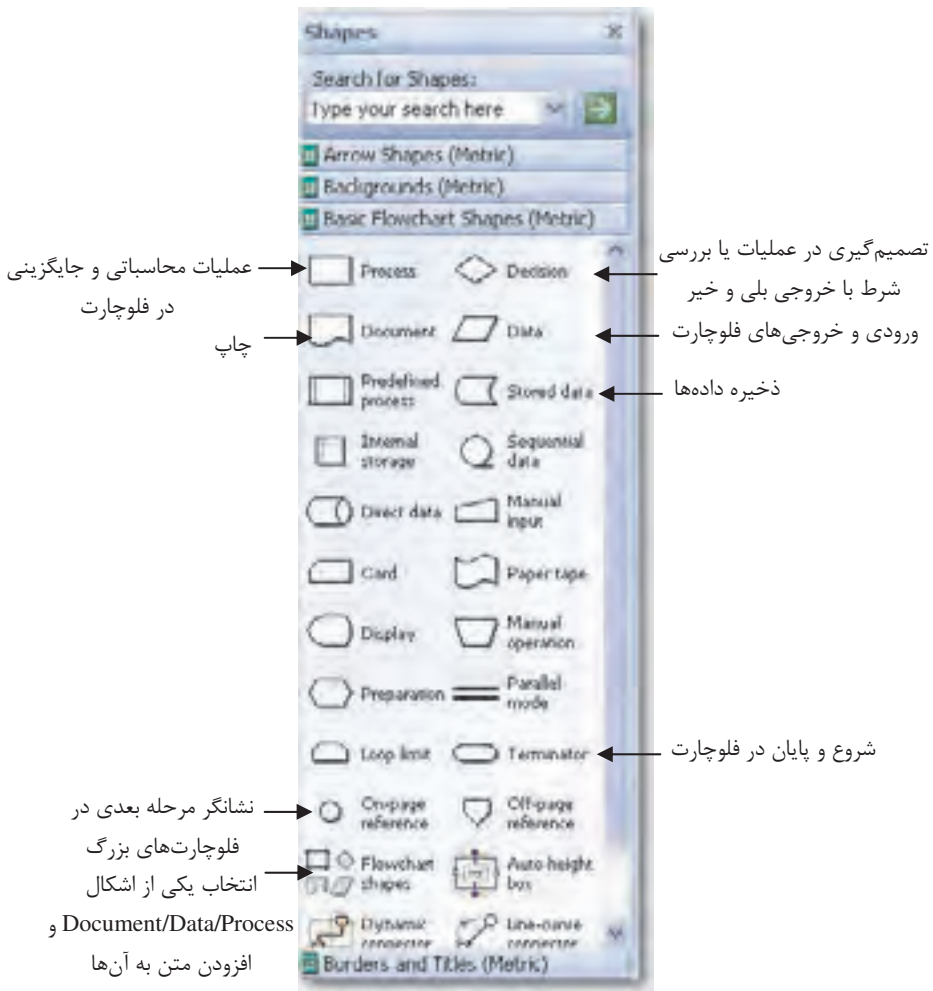 Shapes
Search for Shapes:
Type your search here
Arrow Shapes (Metric)
Backgrounds (Metric)
Basic Flowchart Shapes (Metric)
Process
Decision
Document
Data
Predefined
process
Stored data
Internal
storage
Sequential
data
Direct data
Manual
input
Card
Paper tape
Display
Manual
operation
Preparation
Parallel
mode
Loop limit
Terminator
On-page
reference
Off-page
reference
Flowchart
shapes
Auto-height
box
Dynamic
connector
Line-curve
connector
Borders and Titles (Metric)
عملیات محاسباتی و جایگزینی
در فلوچارت
چاپ
تصمیم‌گیری در عملیات یا بررسی
شرط با خروجی بلی و خیر
ورودی و خروجی‌های فلوچارت
ذخیره داده‌ها
شروع و پایان در فلوچارت
نشانگر مرحله بعدی در
فلوچارت‌های بزرگ
انتخاب یکی از اشکال
Document/Data/Process و
افزودن متن به آن‌ها